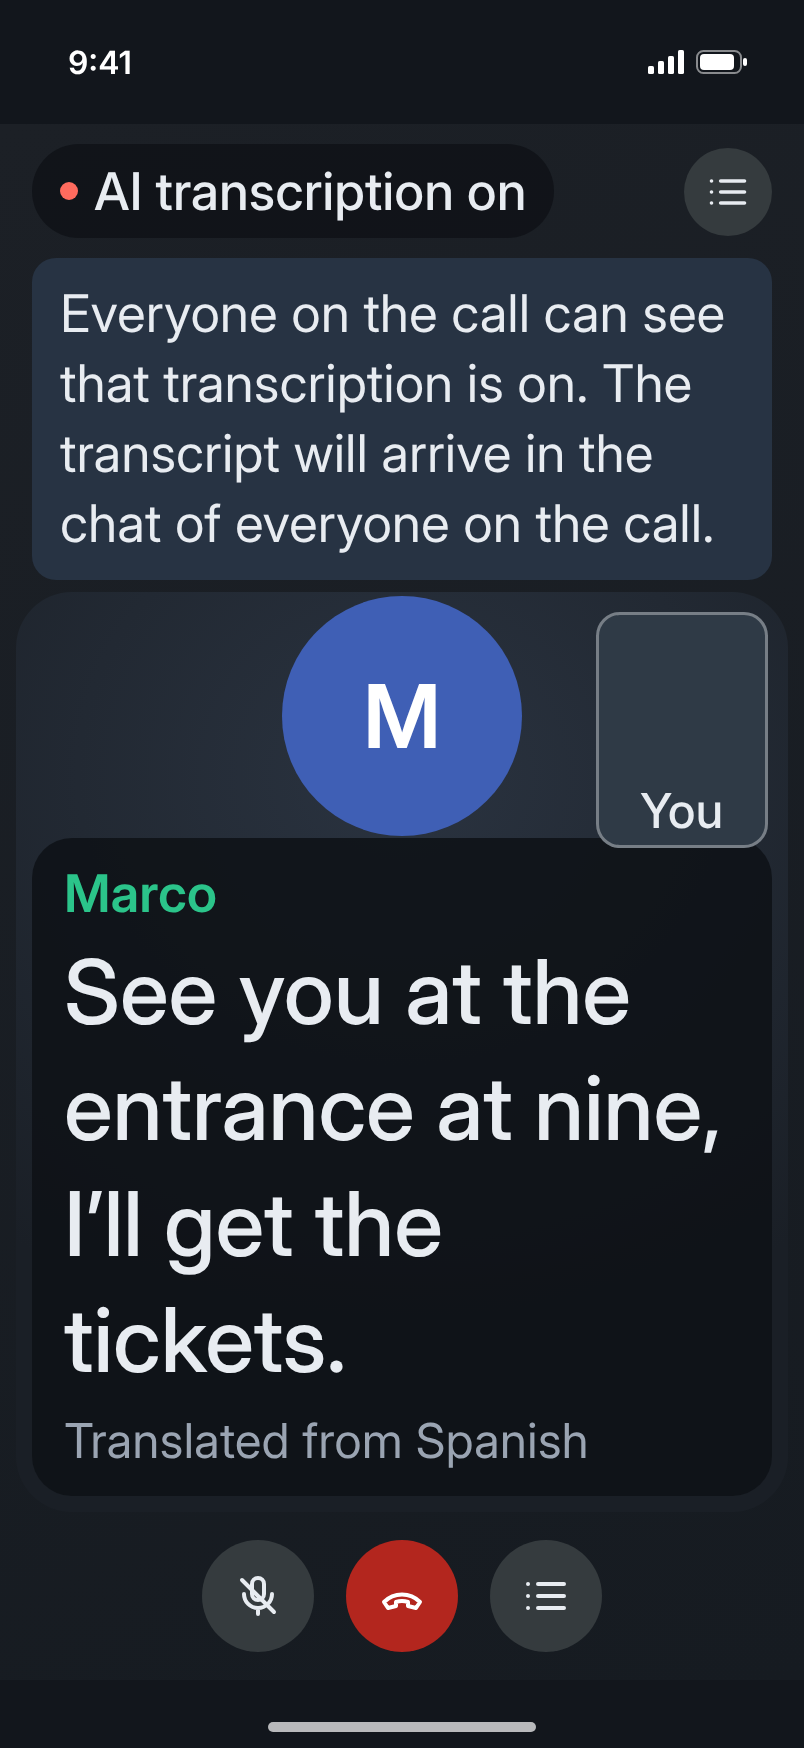 9:41
AI transcription on
Everyone on the call can see
that transcription is on. The
transcript will arrive in the
chat of everyone on the call.
M
You
Marco
See you at the
entrance at nine,
I’ll get the
tickets.
Translated from Spanish